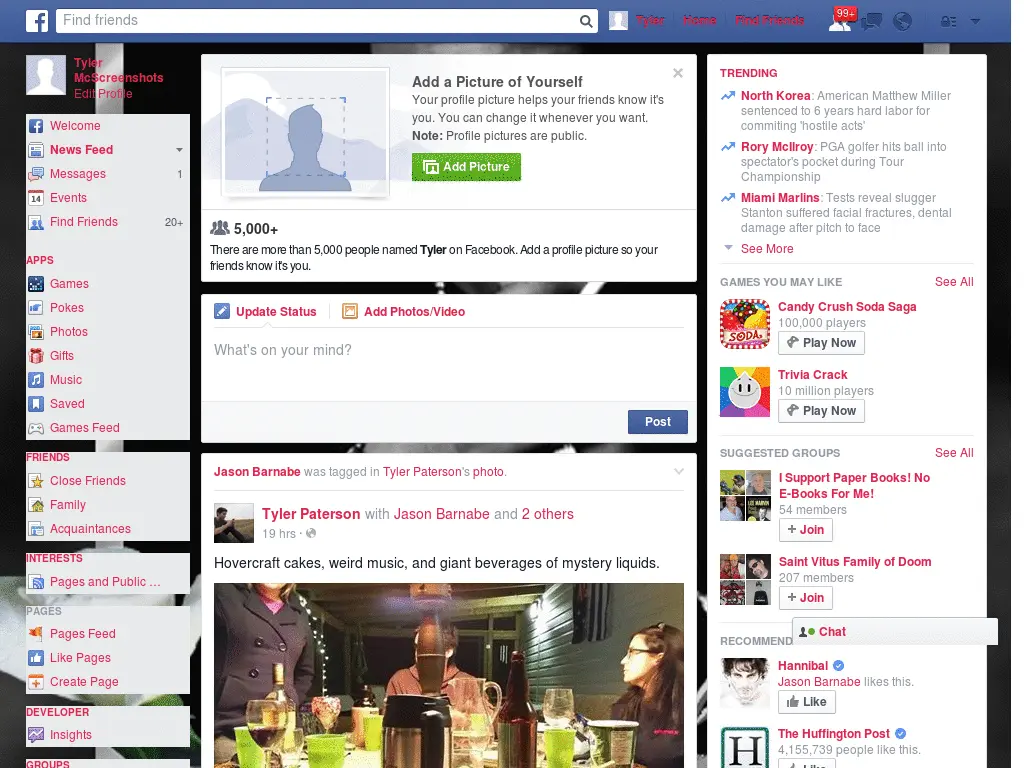 Find friends
Tyler
Home
Find Friends
99+
Tyler
McScreenshots
Edit Profile
Welcome
News Feed
Messages 1
14 Events
Find Friends 20+
APPS
Games
Pokes
Photos
Gifts
Music
Saved
Games Feed
FRIENDS
Close Friends
Family
Acquaintances
INTERESTS
Pages and Public ...
PAGES
Pages Feed
Like Pages
Create Page
DEVELOPER
Insights
GROUPS
Add a Picture of Yourself
Your profile picture helps your friends know it's
you. You can change it whenever you want.
Note: Profile pictures are public.
Add Picture
5,000+
There are more than 5,000 people named Tyler on Facebook. Add a profile picture so your
friends know it's you.
Update Status
Add Photos/Video
What's on your mind?
Post
Jason Barnabe was tagged in Tyler Paterson's photo.
Tyler Paterson with Jason Barnabe and 2 others
19 hrs ·
Hovercraft cakes, weird music, and giant beverages of mystery liquids.
TRENDING
North Korea: American Matthew Miller
sentenced to 6 years hard labor for
commiting 'hostile acts'
Rory McIlroy: PGA golfer hits ball into
spectator's pocket during Tour
Championship
Miami Marlins: Tests reveal slugger
Stanton suffered facial fractures, dental
damage after pitch to face
See More
GAMES YOU MAY LIKE See All
SODA
Candy Crush Soda Saga
100,000 players
Play Now
Trivia Crack
10 million players
Play Now
SUGGESTED GROUPS See All
I Support Paper Books! No
E-Books For Me!
54 members
+ Join
Saint Vitus Family of Doom
207 members
+ Join
RECOMMEND
Chat
Hannibal
Jason Barnabe likes this.
Like
H
The Huffington Post
4,155,739 people like this.
Like